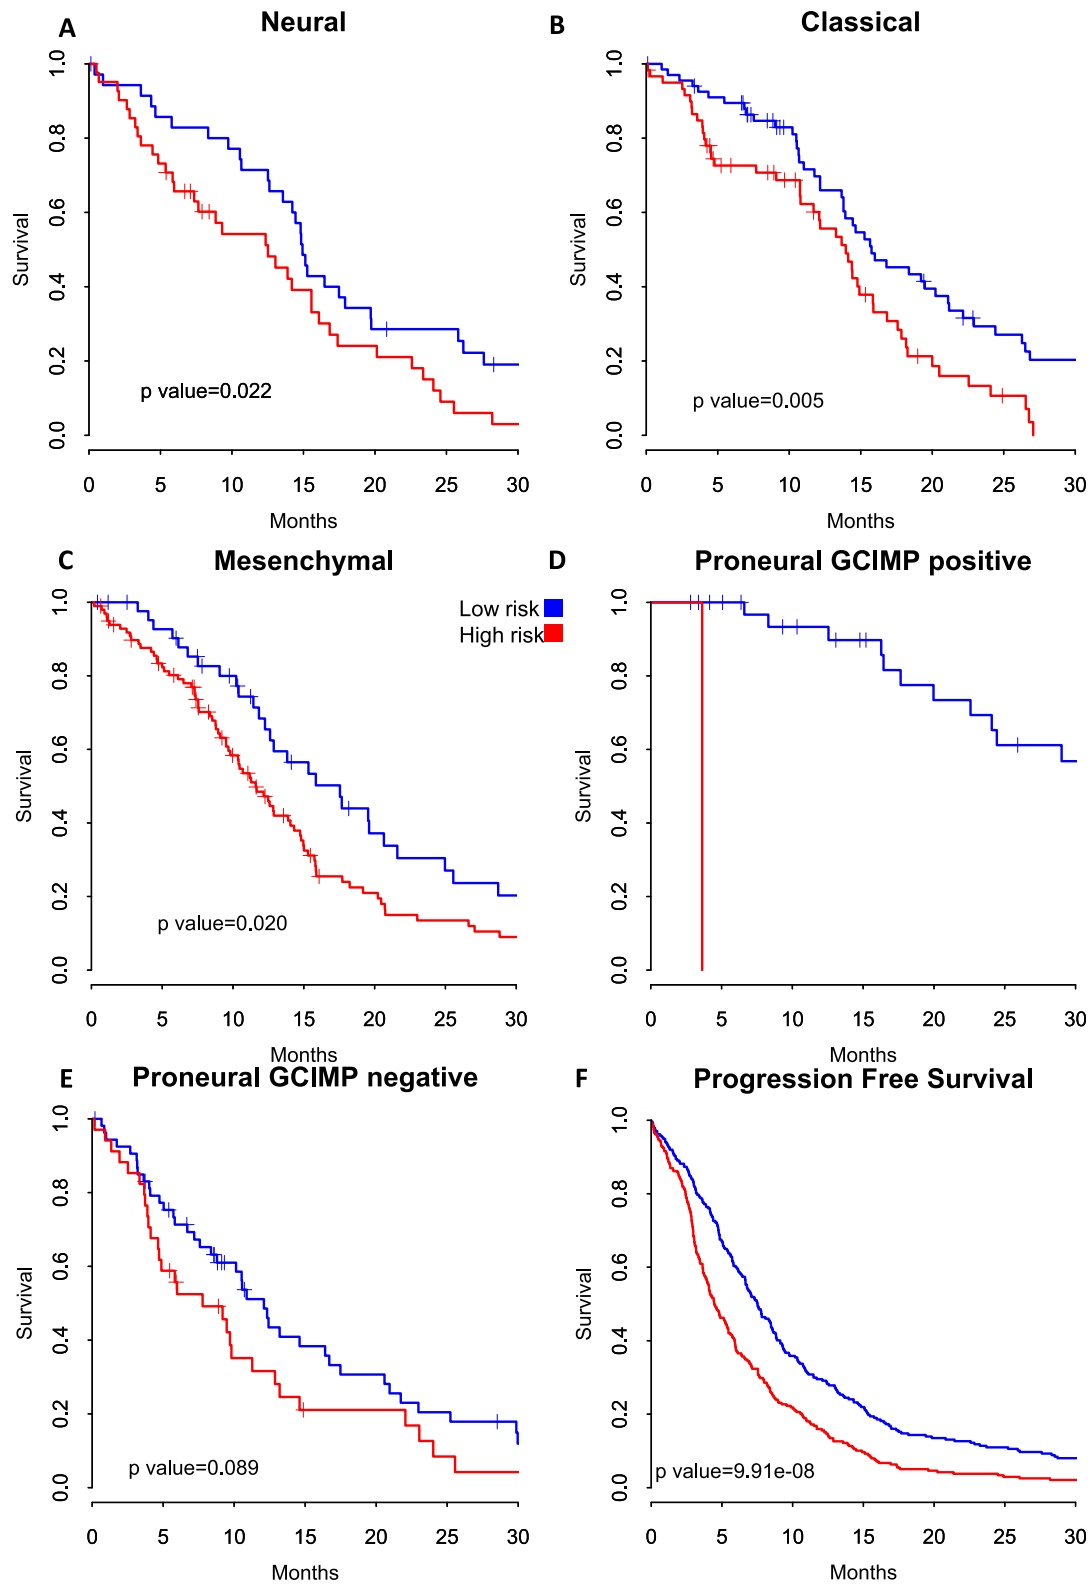 A Neural
1.0
0.8
0.6
0.4
0.2
0.0
Survival
p value=0.022
0 5 10 15 20 25 30
Months
B Classical
1.0
0.8
0.6
0.4
0.2
0.0
Survival
p value=0.005
0 5 10 15 20 25 30
Months
C Mesenchymal
Low risk
High risk
1.0
0.8
0.6
0.4
0.2
0.0
Survival
p value=0.020
0 5 10 15 20 25 30
Months
D Proneural GCIMP positive
1.0
0.8
0.6
0.4
0.2
0.0
Survival
0 5 10 15 20 25 30
Months
E Proneural GCIMP negative
1.0
0.8
0.6
0.4
0.2
0.0
Survival
p value=0.089
0 5 10 15 20 25 30
Months
F Progression Free Survival
1.0
0.8
0.6
0.4
0.2
0.0
Survival
p value=9.91e-08
0 5 10 15 20 25 30
Months